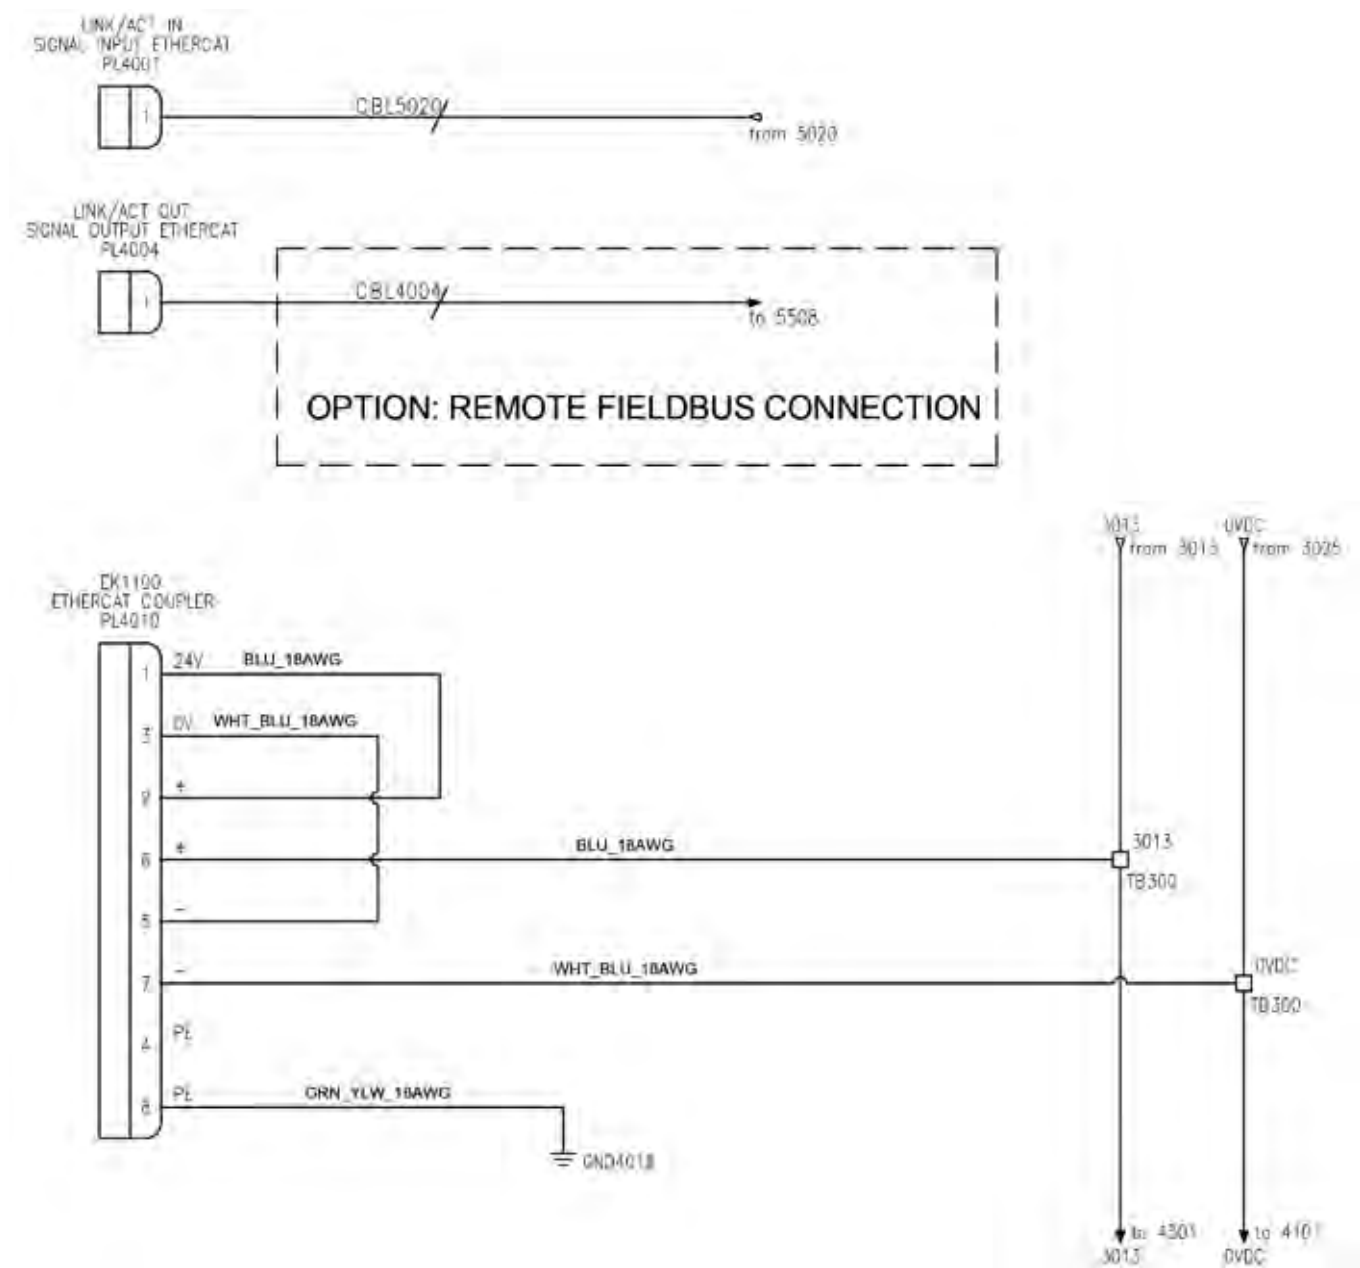 LINK/ACT IN
SIGNAL INPUT ETHERCAT
PL4001
1
CBL5020
from 5020
LINK/ACT OUT
SIGNAL OUTPUT ETHERCAT
PL4004
1
CBL4004
to 5508
OPTION: REMOTE FIELDBUS CONNECTION
3013
from 3013
0VDC
from 3025
EK1100
ETHERCAT COUPLER
PL4010
1
24V
BLU_18AWG
3
0V
WHT_BLU_18AWG
2
+
6
+
BLU_18AWG
3013
TB300
5
-
7
-
WHT_BLU_18AWG
0VDC
TB300
4
PE
8
PE
GRN_YLW_18AWG
GND4018
to 4301
3013
to 4101
0VDC